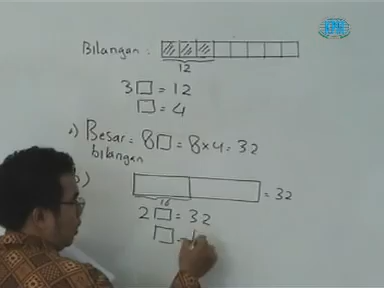 Bilangan :
12
3 □ = 12
□ = 4
a) Besar = 8 □ = 8 x 4 = 32
bilangan
b)
= 32
16
2 □ = 32
□ =